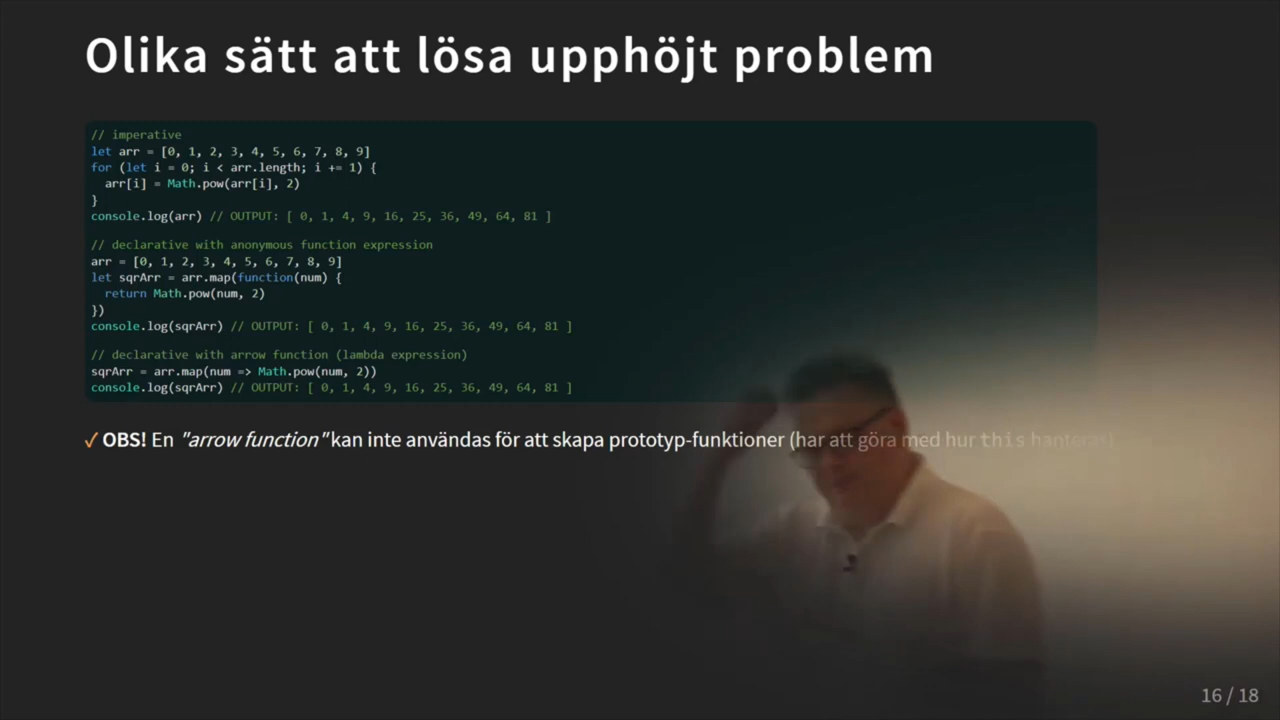 Olika sätt att lösa upphöjt problem
// imperative
let arr = [0, 1, 2, 3, 4, 5, 6, 7, 8, 9]
for (let i = 0; i < arr.length; i += 1) {
  arr[i] = Math.pow(arr[i], 2)
}
console.log(arr) // OUTPUT: [ 0, 1, 4, 9, 16, 25, 36, 49, 64, 81 ]
// declarative with anonymous function expression
arr = [0, 1, 2, 3, 4, 5, 6, 7, 8, 9]
let sqrArr = arr.map(function(num) {
  return Math.pow(num, 2)
})
console.log(sqrArr) // OUTPUT: [ 0, 1, 4, 9, 16, 25, 36, 49, 64, 81 ]
// declarative with arrow function (lambda expression)
sqrArr = arr.map(num => Math.pow(num, 2))
console.log(sqrArr) // OUTPUT: [ 0, 1, 4, 9, 16, 25, 36, 49, 64, 81 ]
✓ OBS! En "arrow function" kan inte användas för att skapa prototyp-funktioner (har att göra med hur this hanteras).
16 / 18